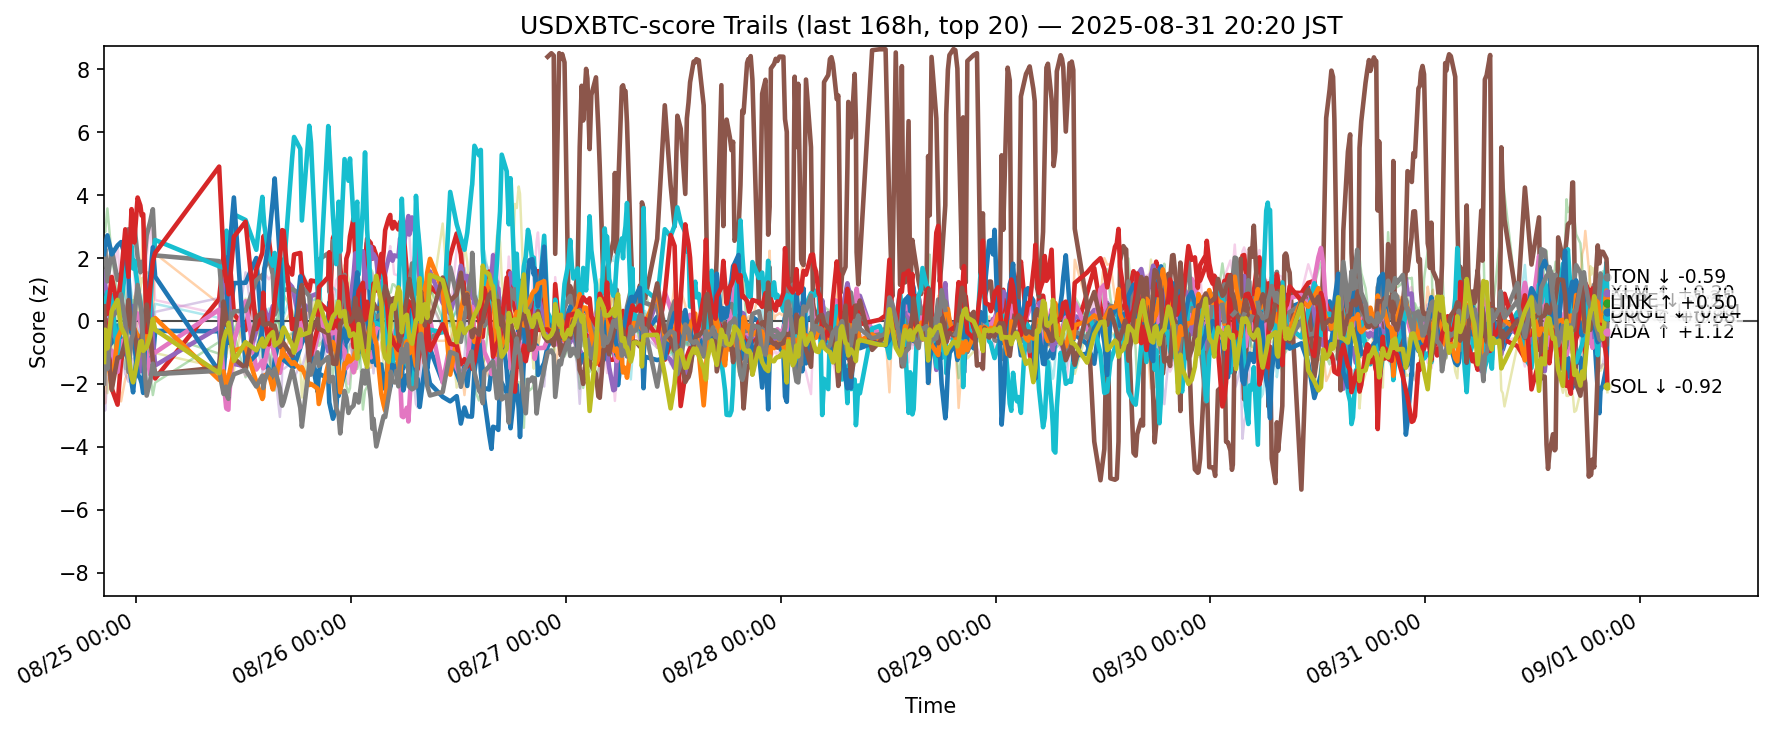 USDXBTC-score Trails (last 168h, top 20) — 2025-08-31 20:20 JST
Score (z)
8
6
4
2
0
−2
−4
−6
−8
TON ↓ -0.59
LINK ↑ +0.50
ADA ↑ +1.12
SOL ↓ -0.92
08/25 00:00
08/26 00:00
08/27 00:00
08/28 00:00
08/29 00:00
08/30 00:00
08/31 00:00
09/01 00:00
Time